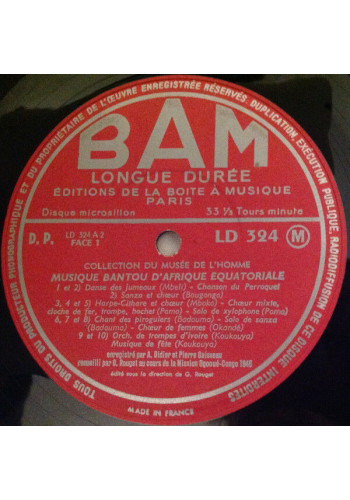 TOUS DROITS DU PRODUCTEUR PHONOGRAPHIQUE ET DU PROPRIETAIRE DE L'ŒUVRE ENREGISTRÉE RÉSERVÉS. DUPLICATION, EXÉCUTION PUBLIQUE, RADIODIFFUSION DE CE DISQUE INTERDITES
BAM
LONGUE DURÉE
ÉDITIONS DE LA BOITE À MUSIQUE
PARIS
Disque microsillon 33 ⅓ Tours minute
D. P. LD 324 A 2 LD 324 M
FACE 1
COLLECTION DU MUSÉE DE L'HOMME
MUSIQUE BANTOU D'AFRIQUE EQUATORIALE
1 et 2) Danse des jumeaux (Mbeli) - Chanson du Perroquet
2) Sanza et chœur (Bougongo)
3, 4 et 5) Harpe-Cithare et chœur (Mboko) - Chœur mixte,
cloche de fer, trompe, hochet (Pomo) - Solo de xylophone (Pomo)
6, 7 et 8) Chant des piroguiers (Badouma) - Solo de sanza
(Badouma) - Chœur de femmes (Okandé)
9 et 10) Orch. de trompes d'ivoire (Koukouya)
Musique de fête (Koukouya)
enregistré par A. Didier et Pierre Gaisseau
recueilli par G. Rouget au cours de la Mission Ogooué-Congo 1946
édité sous la direction de G. Rouget
MADE IN FRANCE